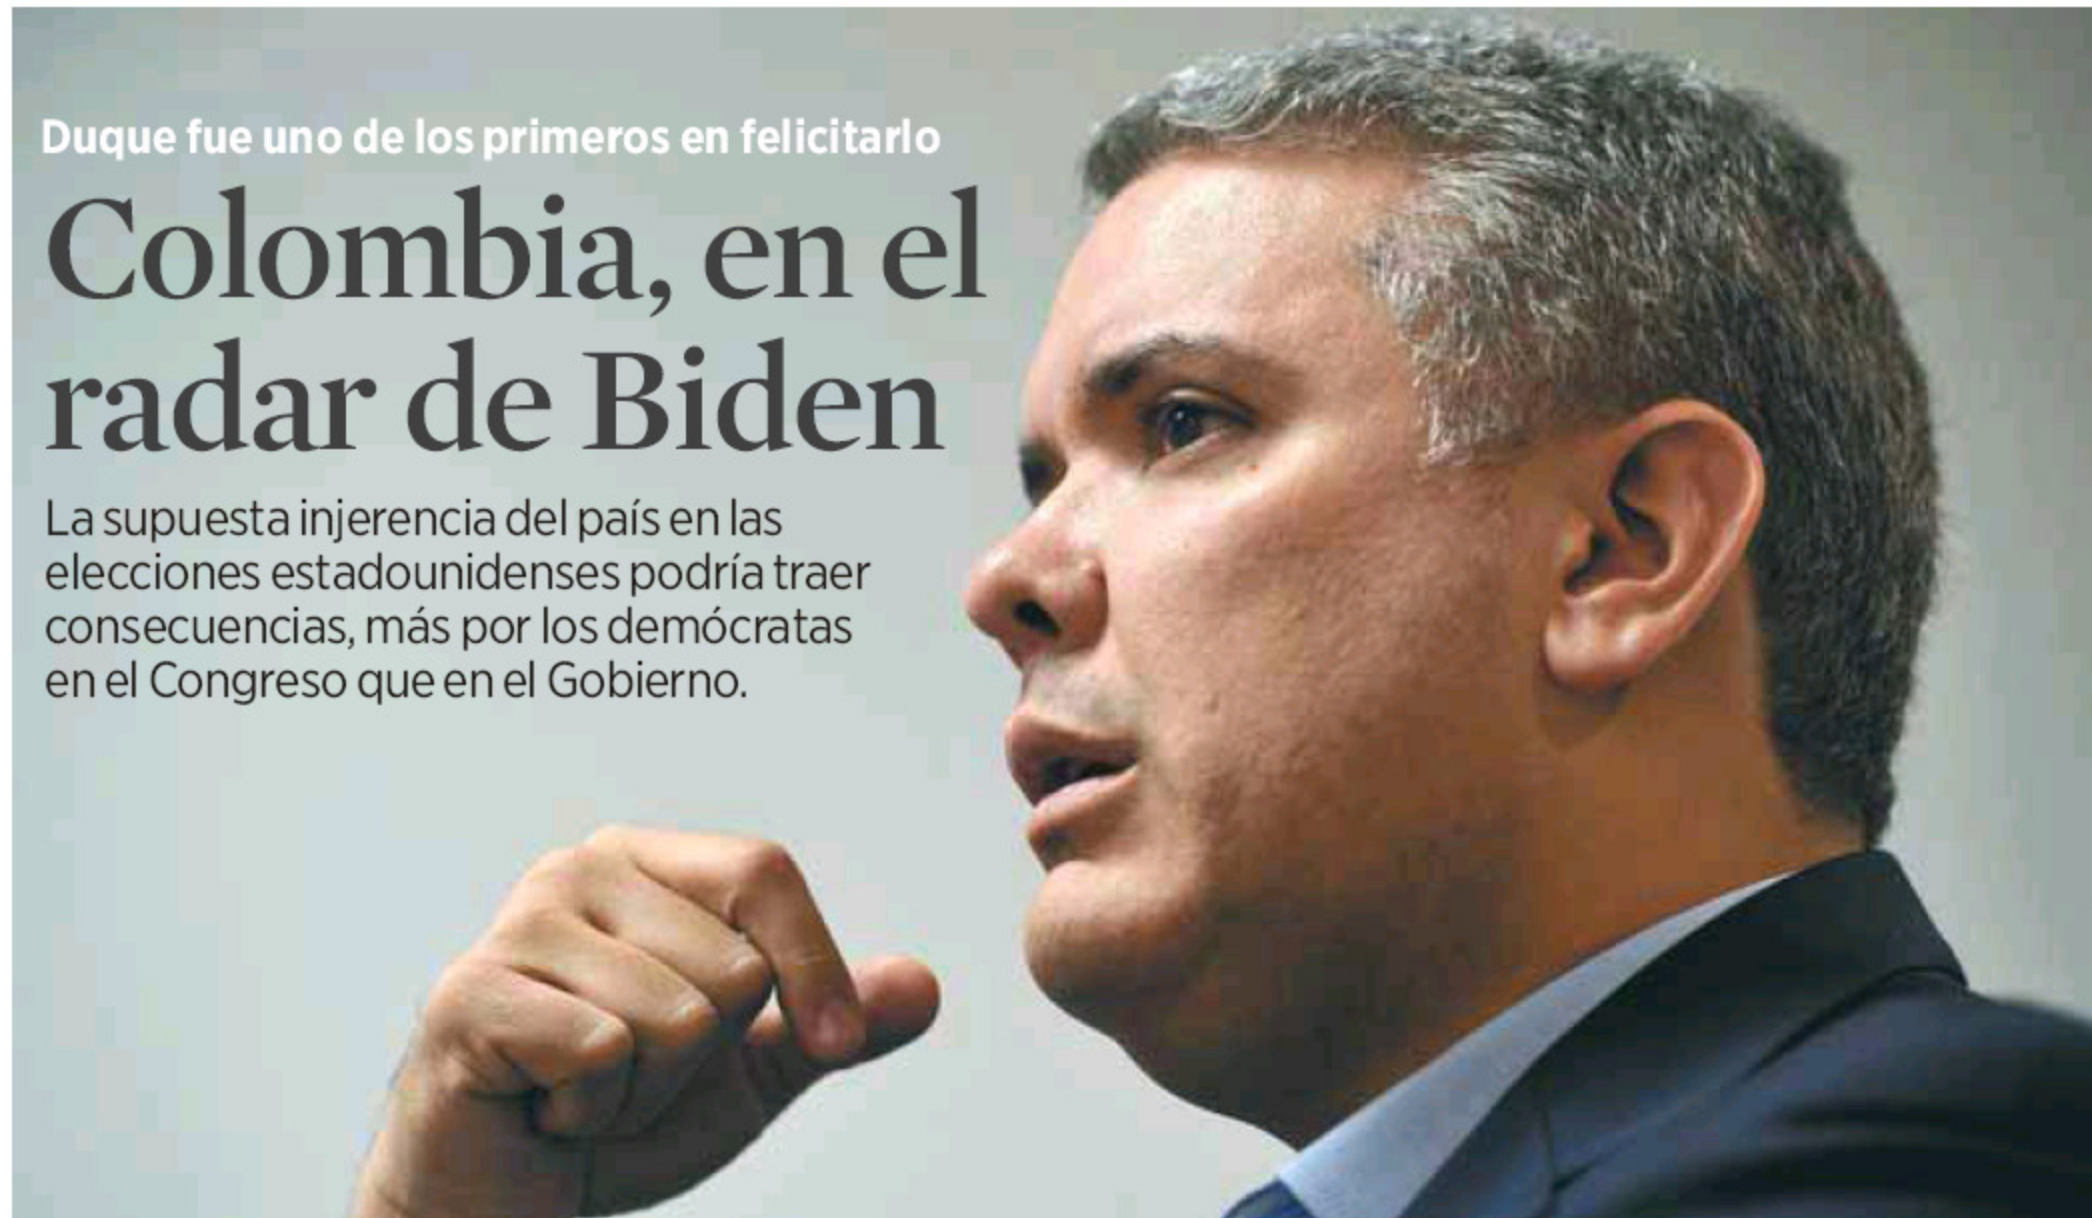 Duque fue uno de los primeros en felicitarlo
Colombia, en el
radar de Biden
La supuesta injerencia del país en las
elecciones estadounidenses podría traer
consecuencias, más por los demócratas
en el Congreso que en el Gobierno.